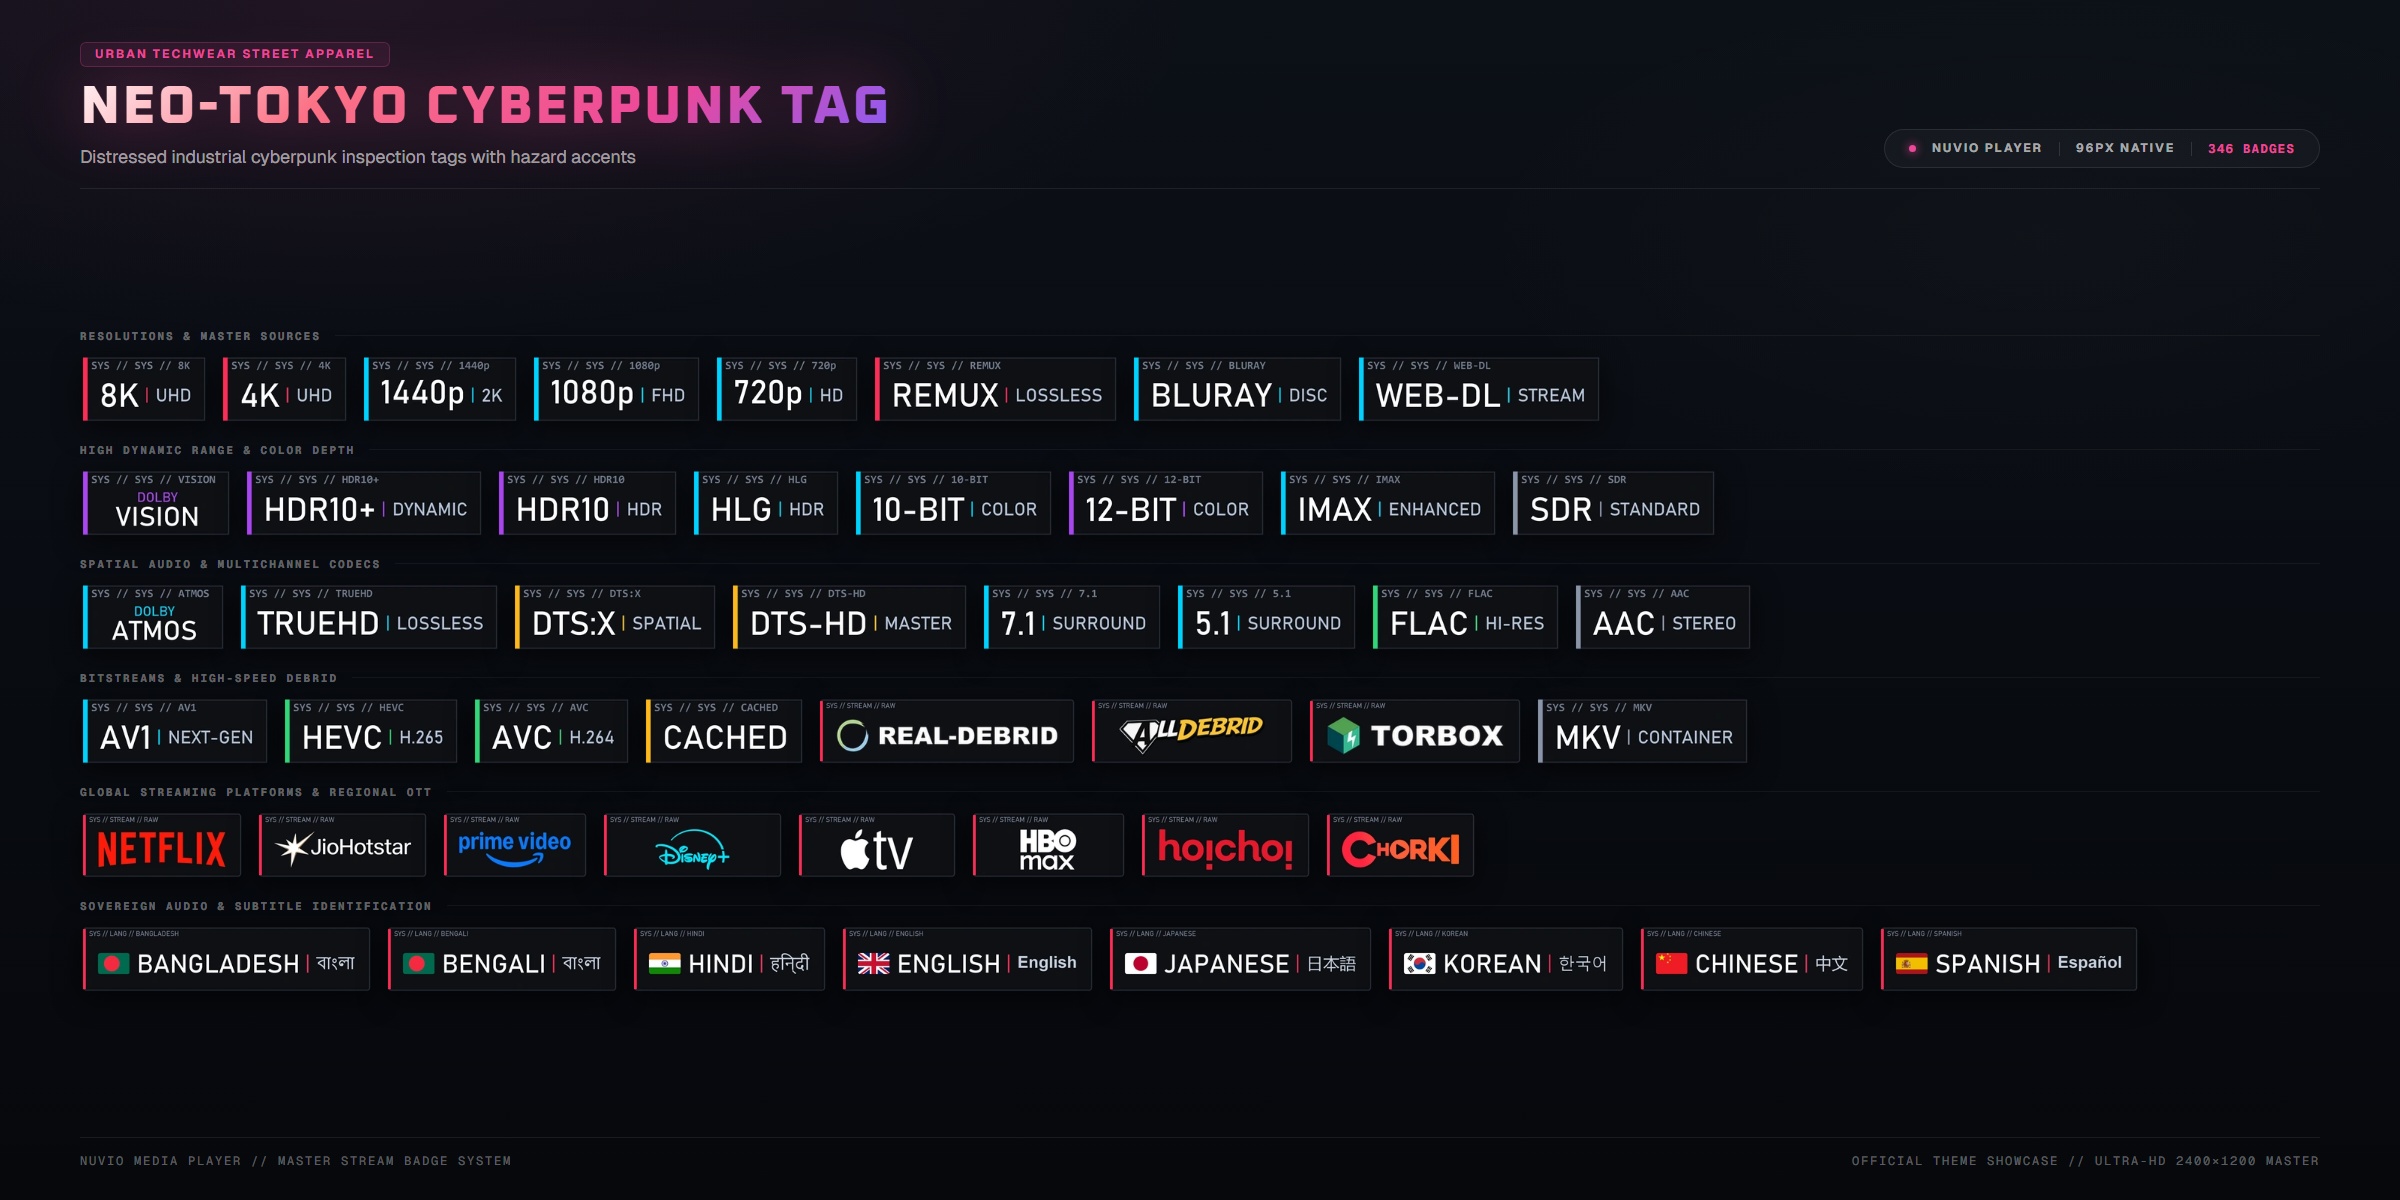 URBAN TECHWEAR STREET APPAREL
NEO-TOKYO CYBERPUNK TAG
Distressed industrial cyberpunk inspection tags with hazard accents
NUVIO PLAYER | 96PX NATIVE | 346 BADGES
RESOLUTIONS & MASTER SOURCES
SYS // SYS // 8K
8K | UHD
SYS // SYS // 4K
4K | UHD
SYS // SYS // 1440p
1440p | 2K
SYS // SYS // 1080p
1080p | FHD
SYS // SYS // 720p
720p | HD
SYS // SYS // REMUX
REMUX | LOSSLESS
SYS // SYS // BLURAY
BLURAY | DISC
SYS // SYS // WEB-DL
WEB-DL | STREAM
HIGH DYNAMIC RANGE & COLOR DEPTH
SYS // SYS // VISION
DOLBY
VISION
SYS // SYS // HDR10+
HDR10+ | DYNAMIC
SYS // SYS // HDR10
HDR10 | HDR
SYS // SYS // HLG
HLG | HDR
SYS // SYS // 10-BIT
10-BIT | COLOR
SYS // SYS // 12-BIT
12-BIT | COLOR
SYS // SYS // IMAX
IMAX | ENHANCED
SYS // SYS // SDR
SDR | STANDARD
SPATIAL AUDIO & MULTICHANNEL CODECS
SYS // SYS // ATMOS
DOLBY
ATMOS
SYS // SYS // TRUEHD
TRUEHD | LOSSLESS
SYS // SYS // DTS:X
DTS:X | SPATIAL
SYS // SYS // DTS-HD
DTS-HD | MASTER
SYS // SYS // 7.1
7.1 | SURROUND
SYS // SYS // 5.1
5.1 | SURROUND
SYS // SYS // FLAC
FLAC | HI-RES
SYS // SYS // AAC
AAC | STEREO
BITSTREAMS & HIGH-SPEED DEBRID
SYS // SYS // AV1
AV1 | NEXT-GEN
SYS // SYS // HEVC
HEVC | H.265
SYS // SYS // AVC
AVC | H.264
SYS // SYS // CACHED
CACHED
SYS // STREAM // RAW
REAL-DEBRID
SYS // STREAM // RAW
ALLDEBRID
SYS // STREAM // RAW
TORBOX
SYS // SYS // MKV
MKV | CONTAINER
GLOBAL STREAMING PLATFORMS & REGIONAL OTT
SYS // STREAM // RAW
NETFLIX
SYS // STREAM // RAW
JioHotstar
SYS // STREAM // RAW
prime video
SYS // STREAM // RAW
Disney+
SYS // STREAM // RAW
tv
SYS // STREAM // RAW
HBO
max
SYS // STREAM // RAW
hoichoi
SYS // STREAM // RAW
CHORKI
SOVEREIGN AUDIO & SUBTITLE IDENTIFICATION
SYS // LANG // BANGLADESH
BANGLADESH | বাংলা
SYS // LANG // BENGALI
BENGALI | বাংলা
SYS // LANG // HINDI
HINDI | हिन्दी
SYS // LANG // ENGLISH
ENGLISH | English
SYS // LANG // JAPANESE
JAPANESE | 日本語
SYS // LANG // KOREAN
KOREAN | 한국어
SYS // LANG // CHINESE
CHINESE | 中文
SYS // LANG // SPANISH
SPANISH | Español
NUVIO MEDIA PLAYER // MASTER STREAM BADGE SYSTEM
OFFICIAL THEME SHOWCASE // ULTRA-HD 2400×1200 MASTER